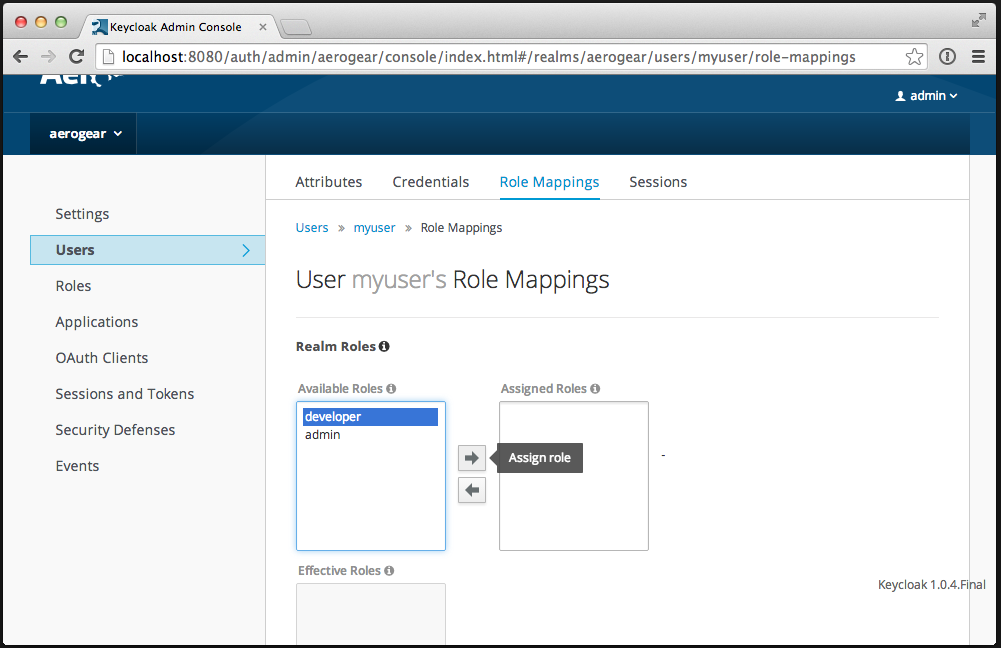 Keycloak Admin Console
localhost:8080/auth/admin/aerogear/console/index.html#/realms/aerogear/users/myuser/role-mappings
admin
aerogear
Attributes Credentials Role Mappings Sessions
Settings
Users
Roles
Applications
OAuth Clients
Sessions and Tokens
Security Defenses
Events
Users » myuser » Role Mappings
User myuser's Role Mappings
Realm Roles
Available Roles
developer
admin
Assign role
Assigned Roles
-
Effective Roles
Keycloak 1.0.4.Final